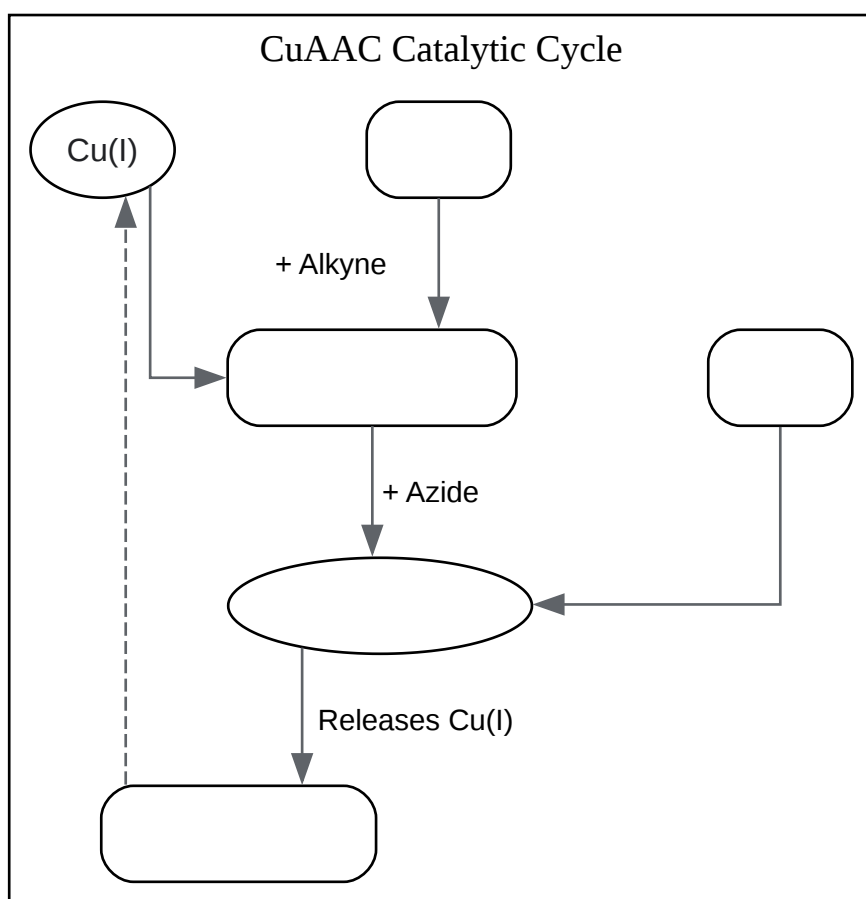 CuAAC Catalytic Cycle
Cu(I)
+ Alkyne
+ Azide
Releases Cu(I)